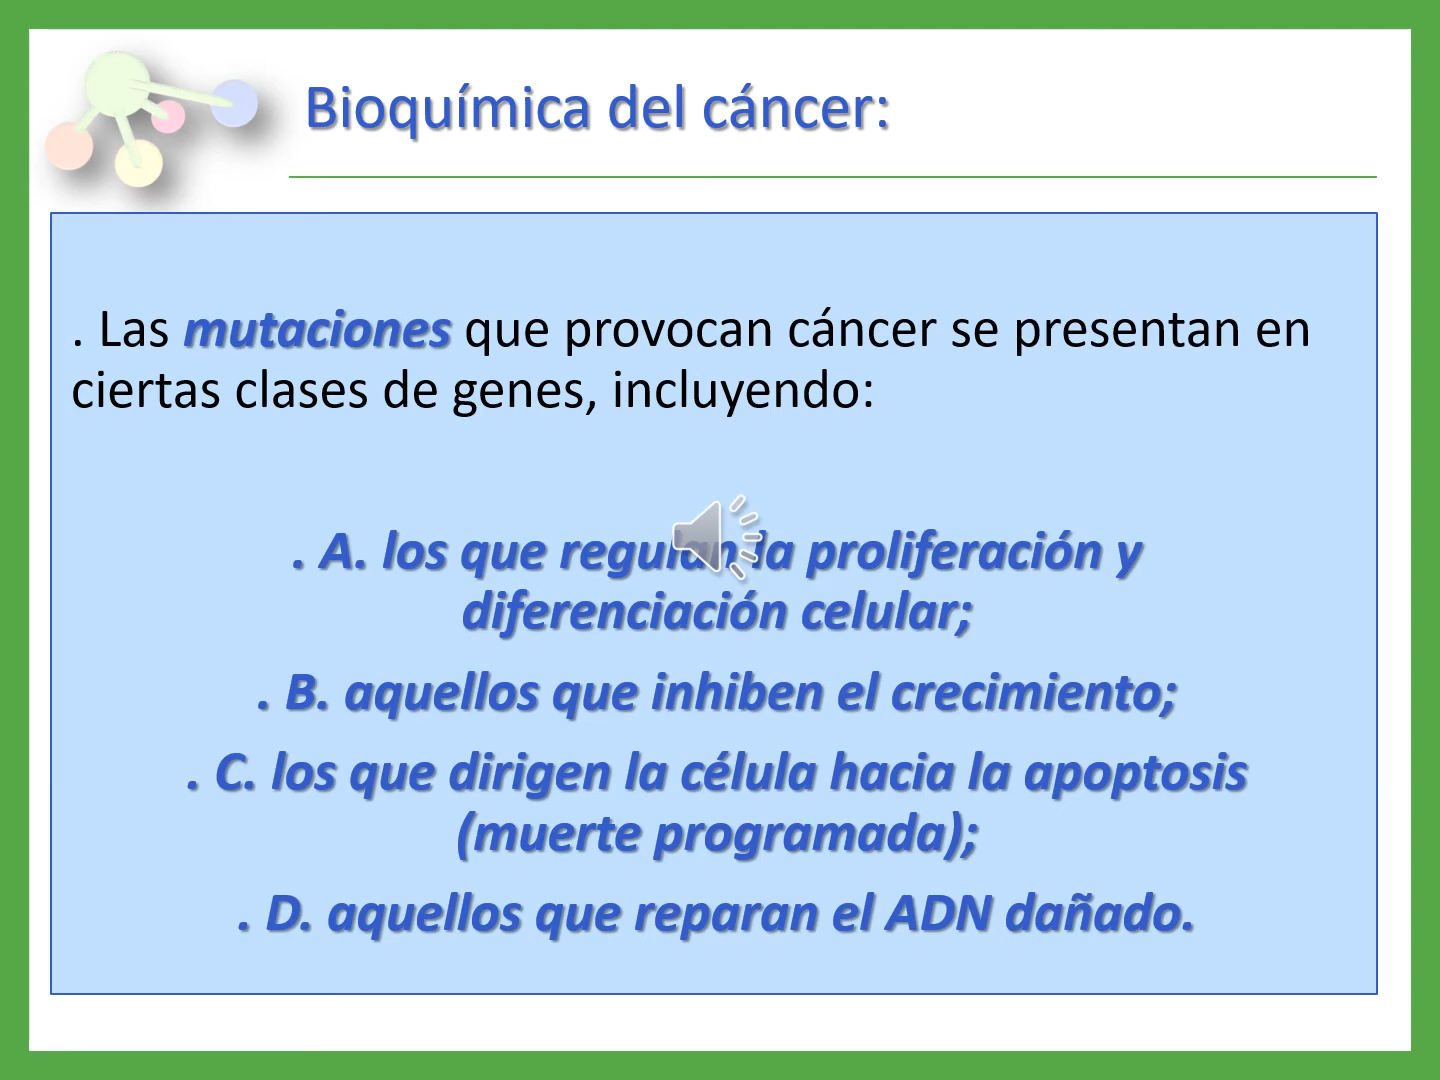 Bioquímica del cáncer:
. Las mutaciones que provocan cáncer se presentan en
ciertas clases de genes, incluyendo:
. A. los que regulan la proliferación y
diferenciación celular;
. B. aquellos que inhiben el crecimiento;
. C. los que dirigen la célula hacia la apoptosis
(muerte programada);
. D. aquellos que reparan el ADN dañado.